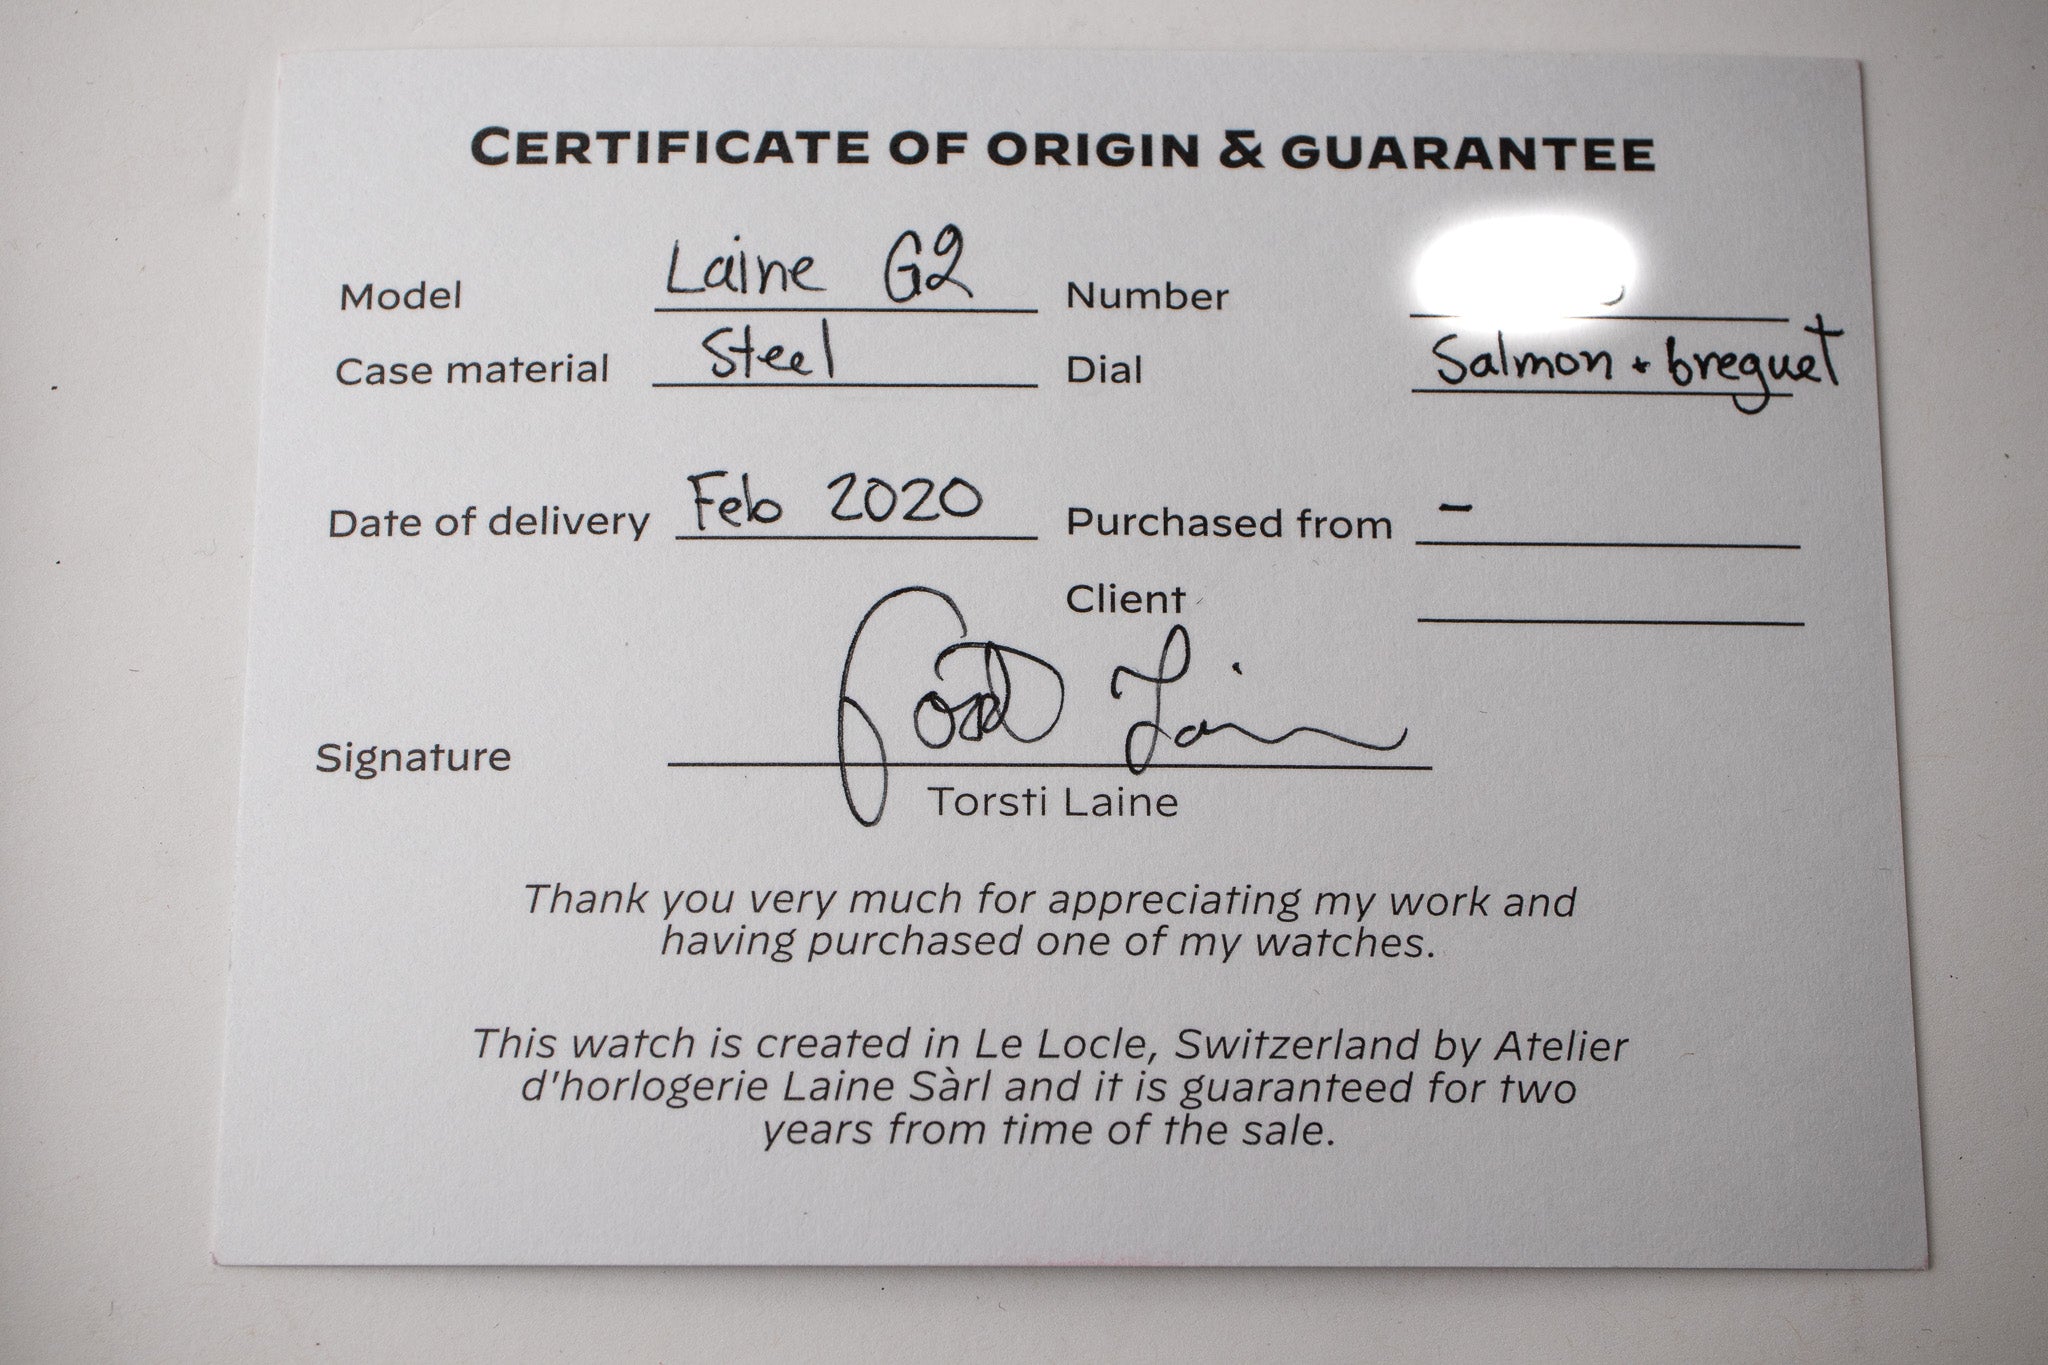 CERTIFICATE OF ORIGIN & GUARANTEE
Model Laine G2 Number
Case material Steel Dial Salmon + breguet
Date of delivery Feb 2020 Purchased from –
Client
Signature Torsti Laine
Torsti Laine
Thank you very much for appreciating my work and
having purchased one of my watches.
This watch is created in Le Locle, Switzerland by Atelier
d'horlogerie Laine Sàrl and it is guaranteed for two
years from time of the sale.